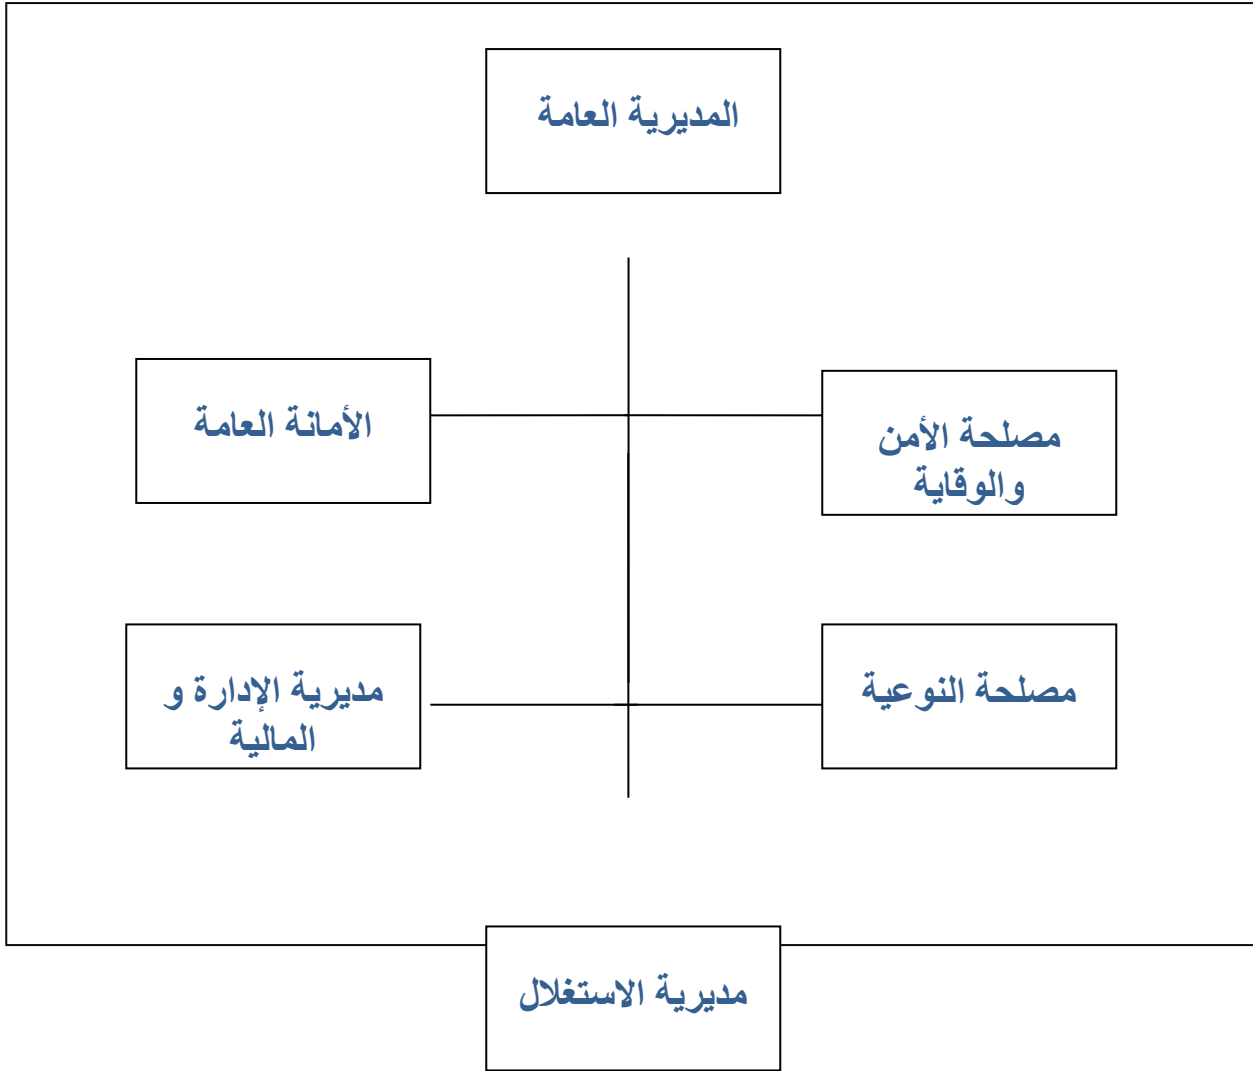 المديرية العامة
مصلحة الأمن
والوقاية
الأمانة العامة
مصلحة النوعية
مديرية الإدارة و
المالية
مديرية الاستغلال